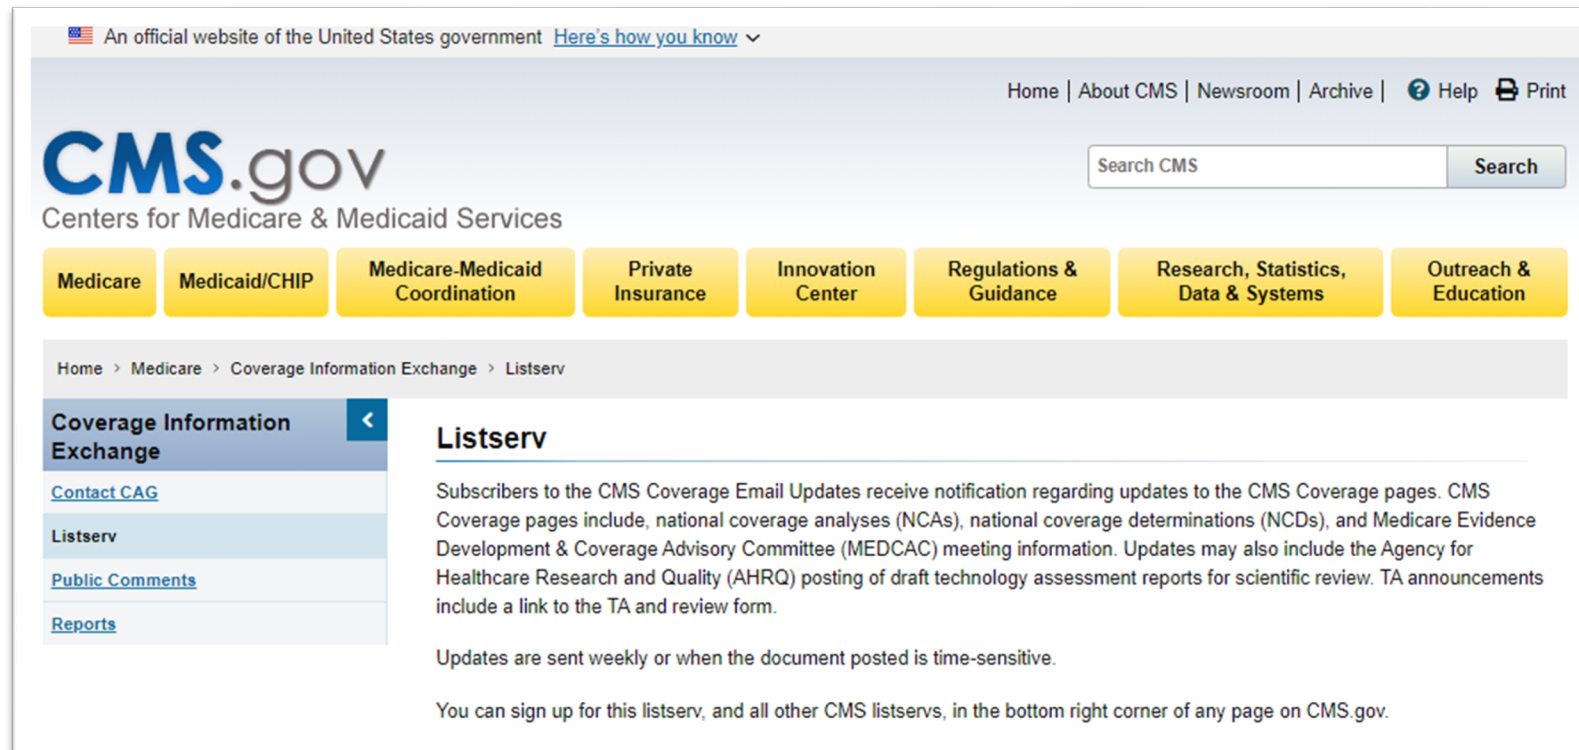 An official website of the United States government Here's how you know
Home | About CMS | Newsroom | Archive | Help Print
CMS.gov
Centers for Medicare & Medicaid Services
Search CMS
Search
Medicare
Medicaid/CHIP
Medicare-Medicaid
Coordination
Private
Insurance
Innovation
Center
Regulations &
Guidance
Research, Statistics,
Data & Systems
Outreach &
Education
Home > Medicare > Coverage Information Exchange > Listserv
Coverage Information
Exchange
Contact CAG
Listserv
Public Comments
Reports
Listserv
Subscribers to the CMS Coverage Email Updates receive notification regarding updates to the CMS Coverage pages. CMS
Coverage pages include, national coverage analyses (NCAs), national coverage determinations (NCDs), and Medicare Evidence
Development & Coverage Advisory Committee (MEDCAC) meeting information. Updates may also include the Agency for
Healthcare Research and Quality (AHRQ) posting of draft technology assessment reports for scientific review. TA announcements
include a link to the TA and review form.
Updates are sent weekly or when the document posted is time-sensitive.
You can sign up for this listserv, and all other CMS listservs, in the bottom right corner of any page on CMS.gov.